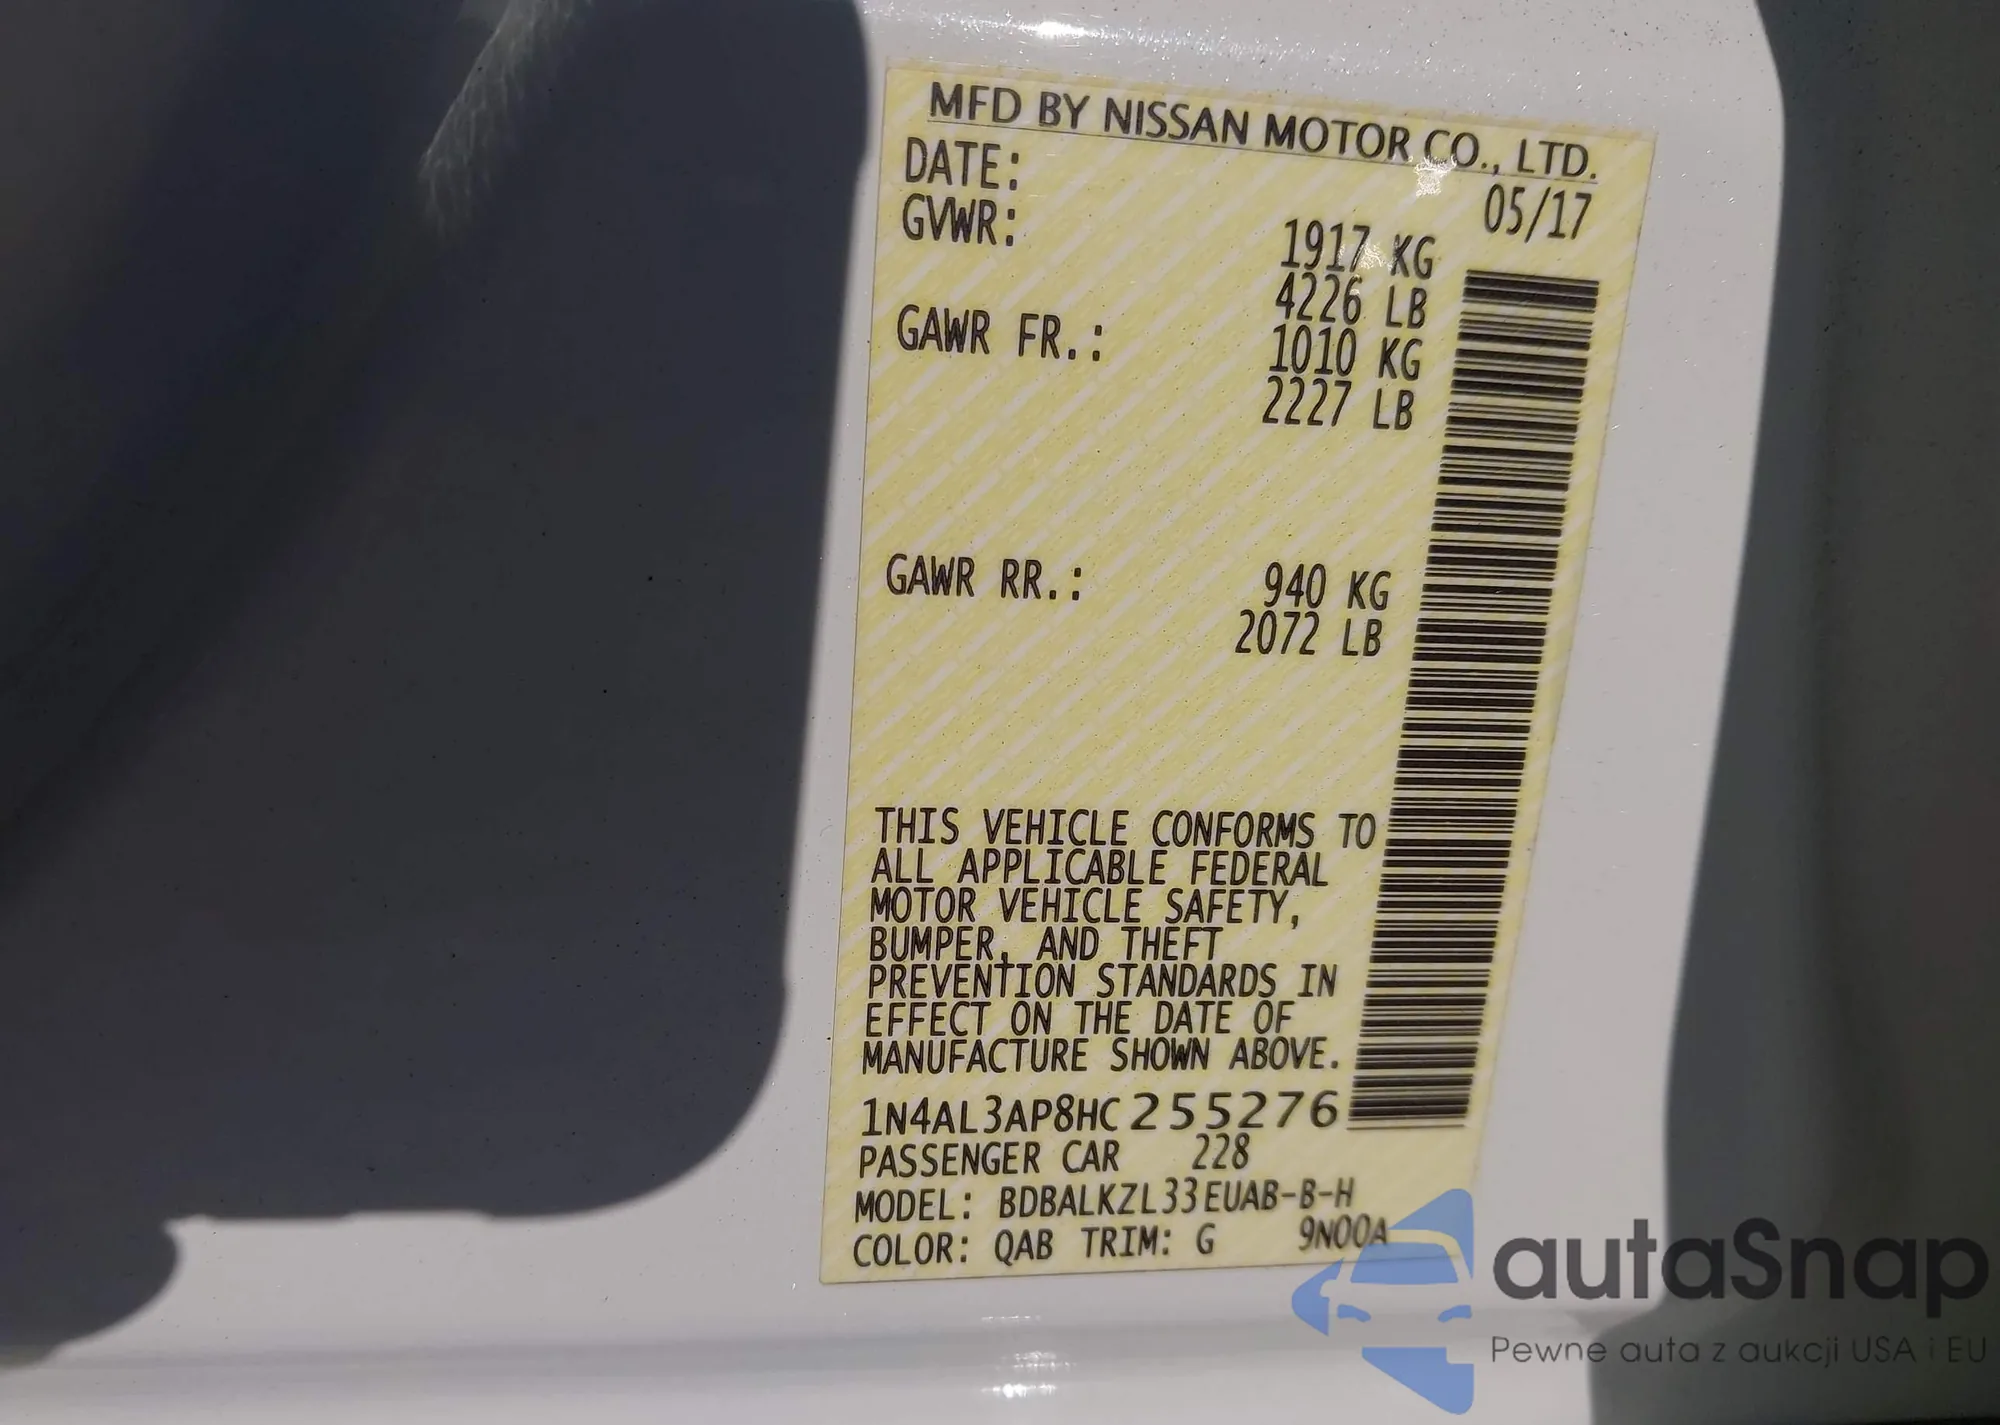 MFD BY NISSAN MOTOR CO., LTD.
DATE: 05/17
GVWR: 1917 KG
4226 LB
GAWR FR.: 1010 KG
2227 LB
GAWR RR.: 940 KG
2072 LB
THIS VEHICLE CONFORMS TO
ALL APPLICABLE FEDERAL
MOTOR VEHICLE SAFETY,
BUMPER, AND THEFT
PREVENTION STANDARDS IN
EFFECT ON THE DATE OF
MANUFACTURE SHOWN ABOVE.
1N4AL3AP8HC255276
PASSENGER CAR 228
MODEL: BDBALKZL33EUAB-B-H
COLOR: QAB TRIM: G 9N00A
autaSnap
Pewne auta z aukcji USA i EU